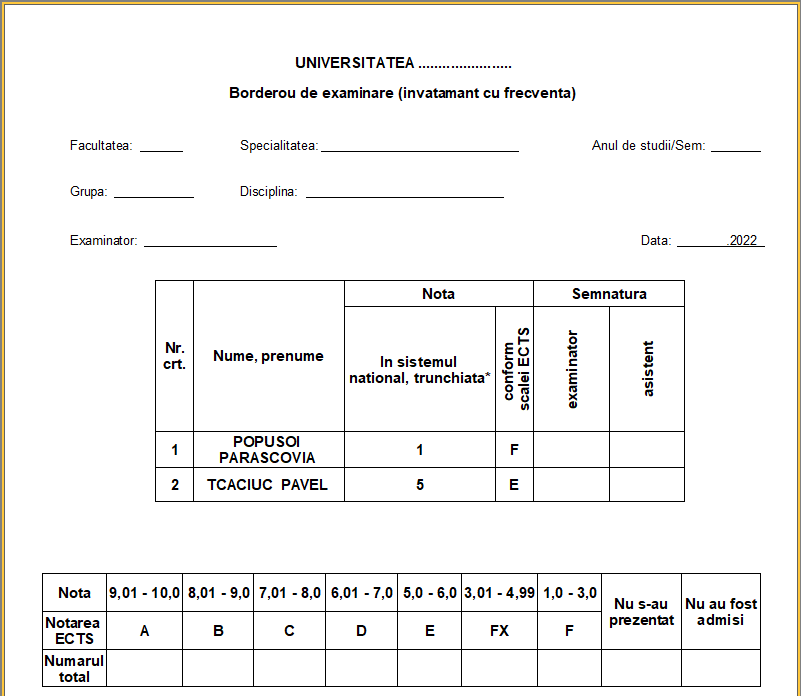 UNIVERSITATEA .......................
Borderou de examinare (invatamant cu frecventa)
Facultatea: ______ Specialitatea: ____________________________ Anul de studii/Sem: _______
Grupa: ___________ Disciplina: ____________________________
Examinator: ___________________ Data: _______.2022_
Nota Semnatura
Nr. crt. Nume, prenume In sistemul national, trunchiata* conform scalei ECTS examinator asistent
1 POPUSOI PARASCOVIA 1 F
2 TCACIUC PAVEL 5 E
Nota 9,01 - 10,0 8,01 - 9,0 7,01 - 8,0 6,01 - 7,0 5,0 - 6,0 3,01 - 4,99 1,0 - 3,0 Nu s-au prezentat Nu au fost admisi
Notarea ECTS A B C D E FX F
Numarul total